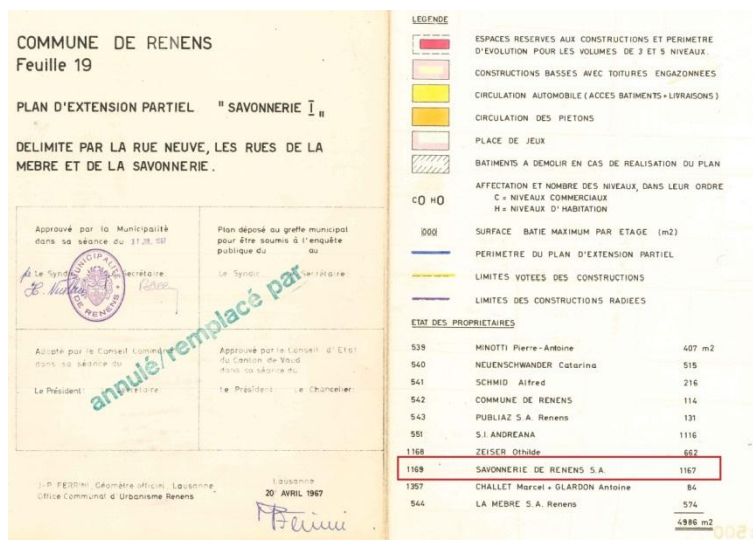 COMMUNE DE RENENS
Feuille 19
PLAN D'EXTENSION PARTIEL "SAVONNERIE I"
DELIMITE PAR LA RUE NEUVE, LES RUES DE LA
MEBRE ET DE LA SAVONNERIE.
Approuvé par la Municipalité
dans sa séance du 31 JUIL 1967
Le Syndic Secrétaire:
MUNICIPALITÉ DE RENENS
Plan déposé au greffe municipal
pour être soumis à l'enquête
publique du au
Le Syndic Secrétaire
annulé/remplacé par
Adopté par le Conseil Communal
dans sa séance du
Le Président: Secrétaire
Approuvé par le Conseil d'Etat
du Canton de Vaud
dans sa séance du
Le Président: Le Chancelier:
J-P. FERRINI, Géomètre officiel, Lausanne
Office Communal d'Urbanisme Renens
Lausanne
20 AVRIL 1967
LEGENDE
ESPACES RESERVES AUX CONSTRUCTIONS ET PERIMETRE
D'EVOLUTION POUR LES VOLUMES DE 3 ET 5 NIVEAUX.
CONSTRUCTIONS BASSES AVEC TOITURES ENGAZONNEES
CIRCULATION AUTOMOBILE (ACCES BATIMENTS + LIVRAISONS)
CIRCULATION DES PIETONS
PLACE DE JEUX
BATIMENTS A DEMOLIR EN CAS DE REALISATION DU PLAN
AFFECTATION ET NOMBRE DES NIVEAUX, DANS LEUR ORDRE
C0 H0 C = NIVEAUX COMMERCIAUX
H = NIVEAUX D'HABITATION
000 SURFACE BATIE MAXIMUM PAR ETAGE (m2)
PERIMETRE DU PLAN D'EXTENSION PARTIEL
LIMITES VOTEES DES CONSTRUCTIONS
LIMITES DES CONSTRUCTIONS RADIEES
ETAT DES PROPRIETAIRES
539 MINOTTI Pierre-Antoine 407 m2
540 NEUENSCHWANDER Catarina 515
541 SCHMID Alfred 216
542 COMMUNE DE RENENS 114
543 PUBLIAZ S.A. Renens 131
551 S.I. ANDREANA 1116
1168 ZEISER Othilde 662
1169 SAVONNERIE DE RENENS S.A. 1167
1357 CHALLET Marcel + GLARDON Antoine 84
544 LA MEBRE S.A. Renens 574
4986 m2